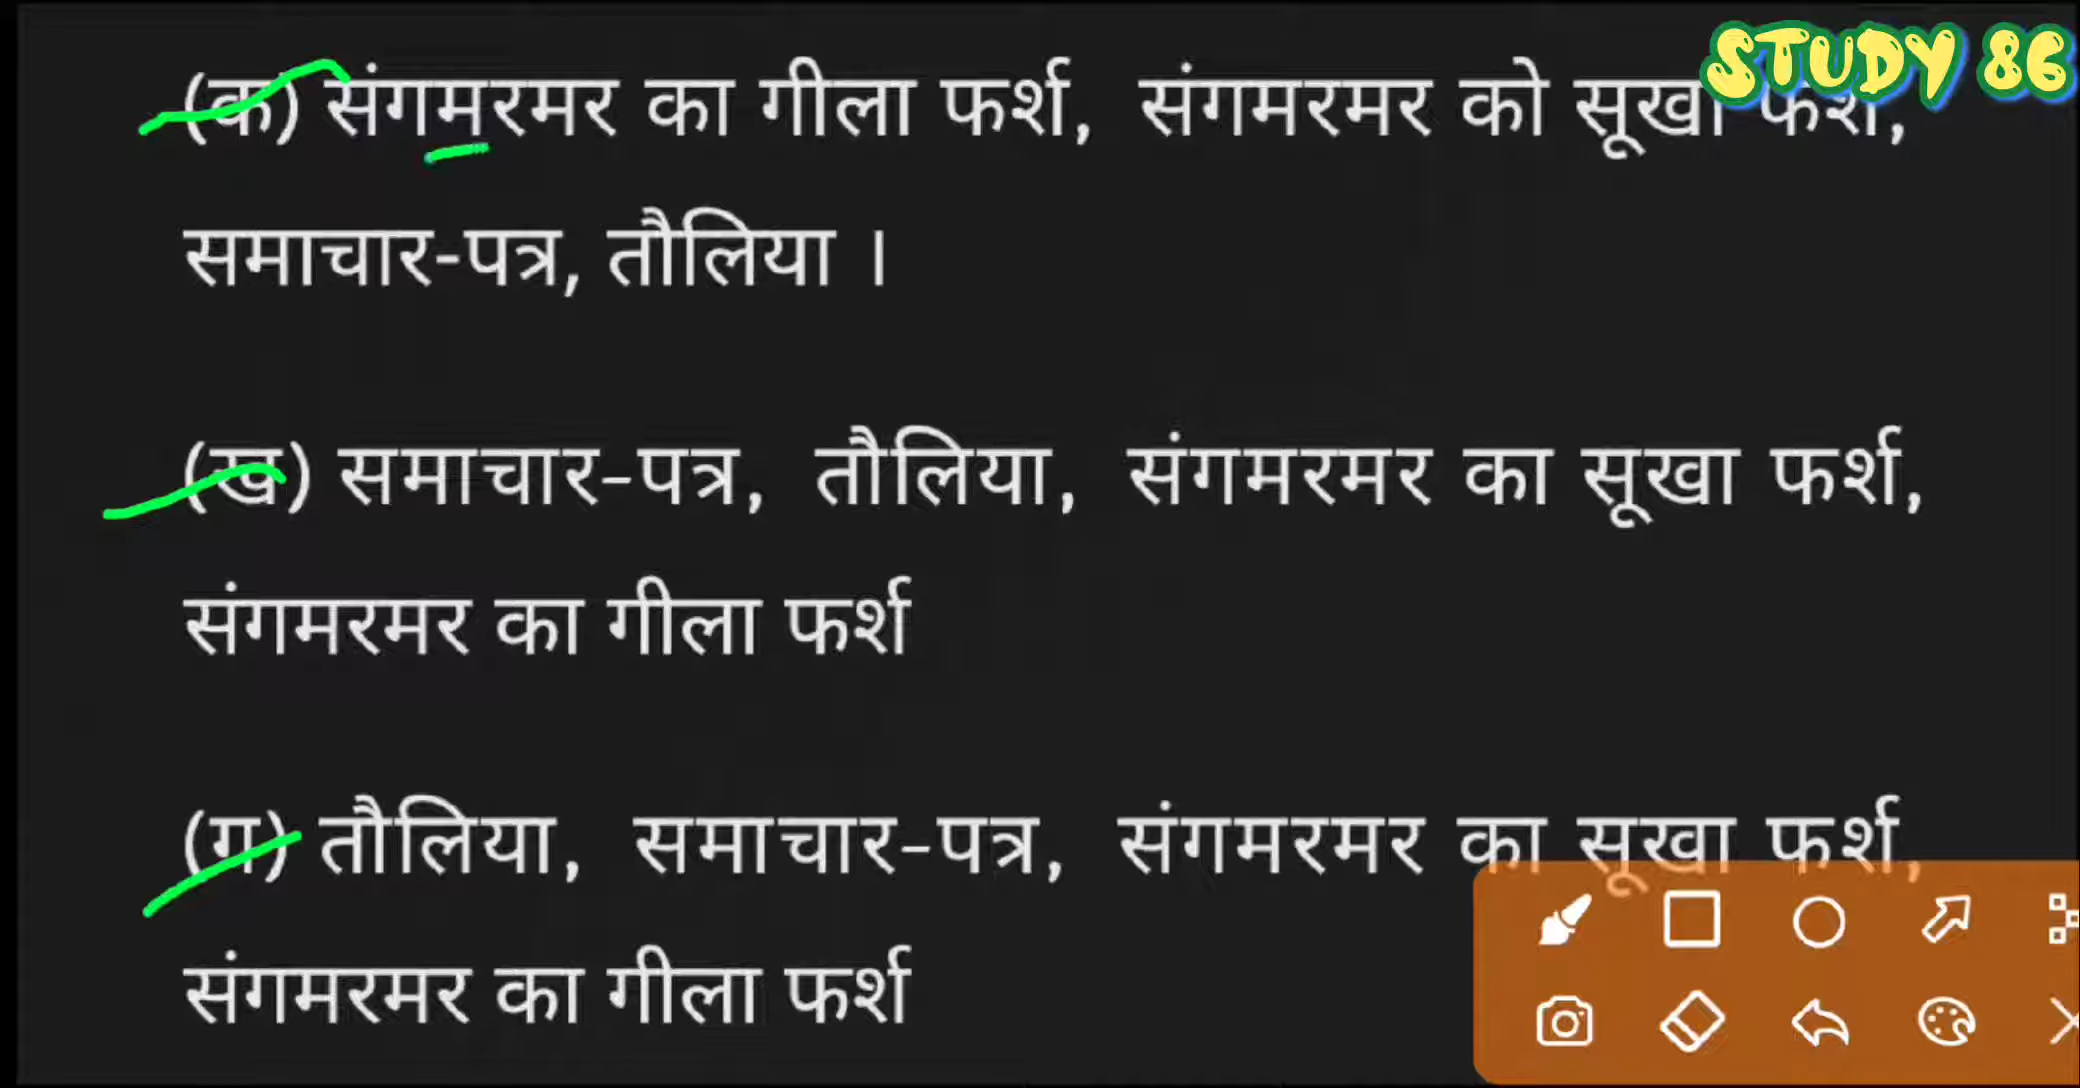 STUDY 86
(क) संगमरमर का गीला फर्श, संगमरमर को सूखा फर्श,
समाचार-पत्र, तौलिया ।
(ख) समाचार-पत्र, तौलिया, संगमरमर का सूखा फर्श,
संगमरमर का गीला फर्श
(ग) तौलिया, समाचार-पत्र, संगमरमर का सूखा फर्श,
संगमरमर का गीला फर्श